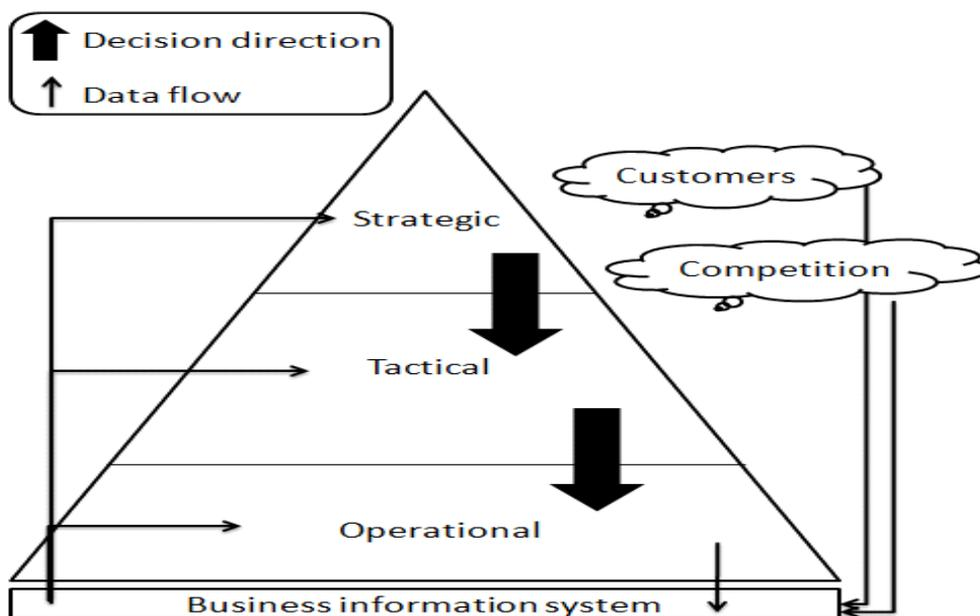 Decision direction
Data flow
Customers
Strategic
Competition
Tactical
Operational
Business information system